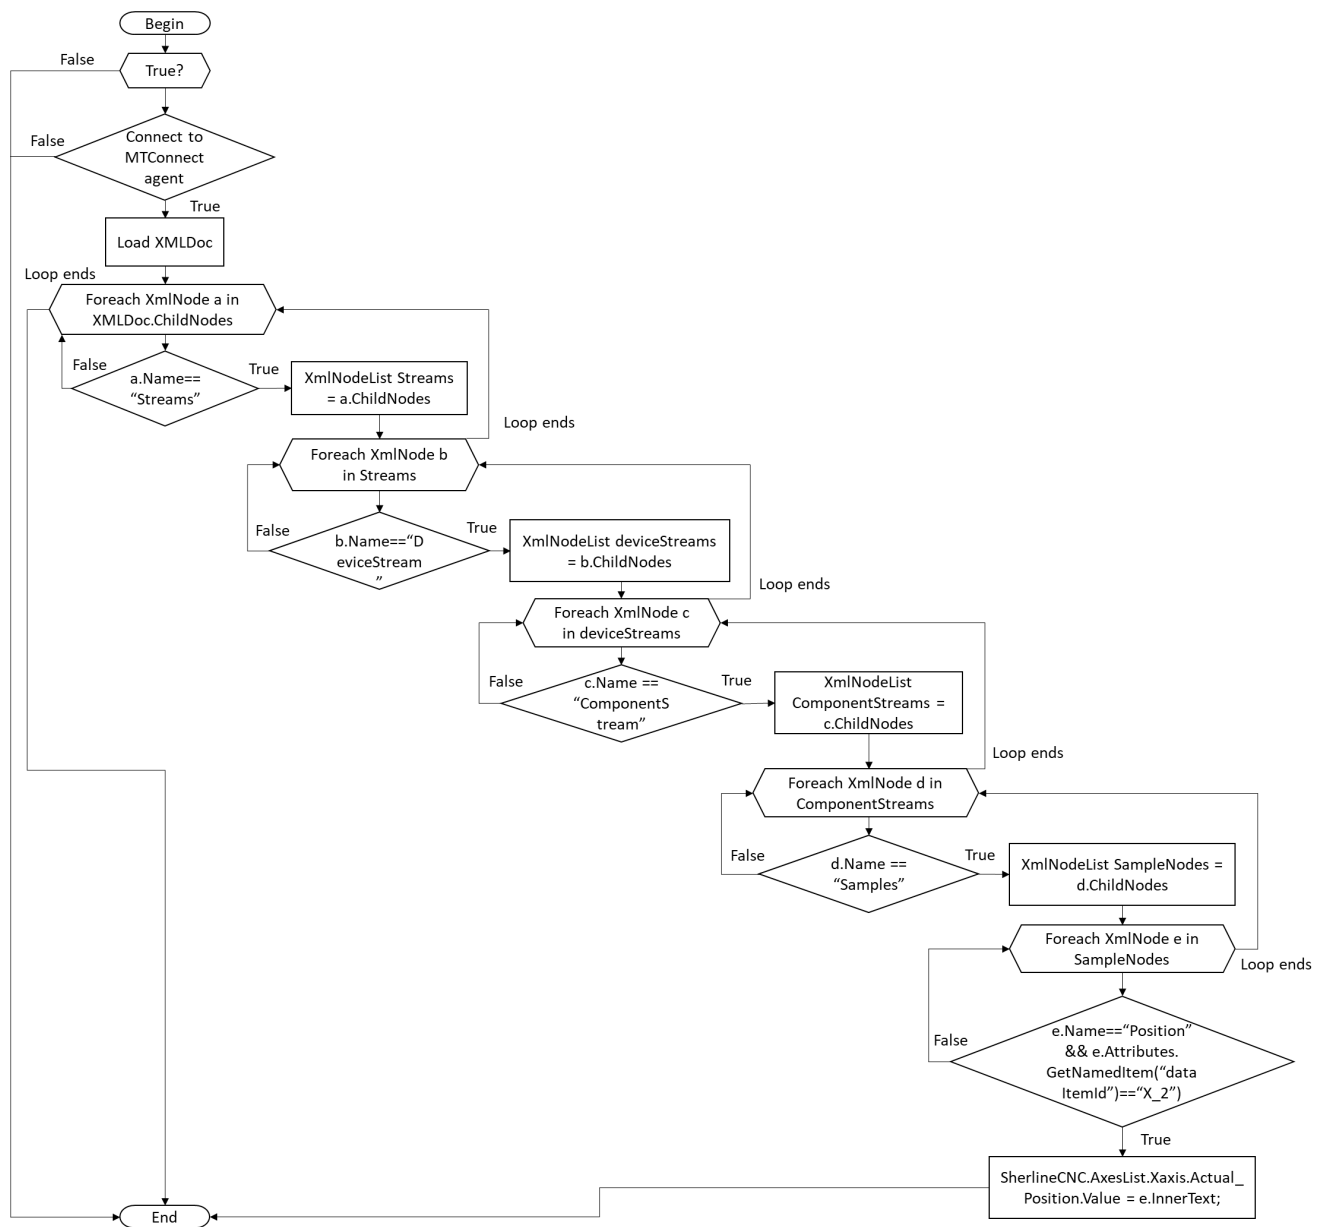 Begin
False
True?
False
Connect to
MTConnect
agent
True
Load XMLDoc
Loop ends
Foreach XmlNode a in
XMLDoc.ChildNodes
False
True
a.Name==
“Streams”
XmlNodeList Streams
= a.ChildNodes
Loop ends
Foreach XmlNode b
in Streams
False
True
b.Name==“D
eviceStream
”
XmlNodeList deviceStreams
= b.ChildNodes
Loop ends
Foreach XmlNode c
in deviceStreams
False
True
c.Name ==
“ComponentS
tream”
XmlNodeList
ComponentStreams =
c.ChildNodes
Loop ends
Foreach XmlNode d in
ComponentStreams
False
True
d.Name ==
“Samples”
XmlNodeList SampleNodes =
d.ChildNodes
Foreach XmlNode e in
SampleNodes
Loop ends
False
e.Name==“Position”
&& e.Attributes.
GetNamedItem(“data
ItemId”)==“X_2”)
True
SherlineCNC.AxesList.Xaxis.Actual_
Position.Value = e.InnerText;
End